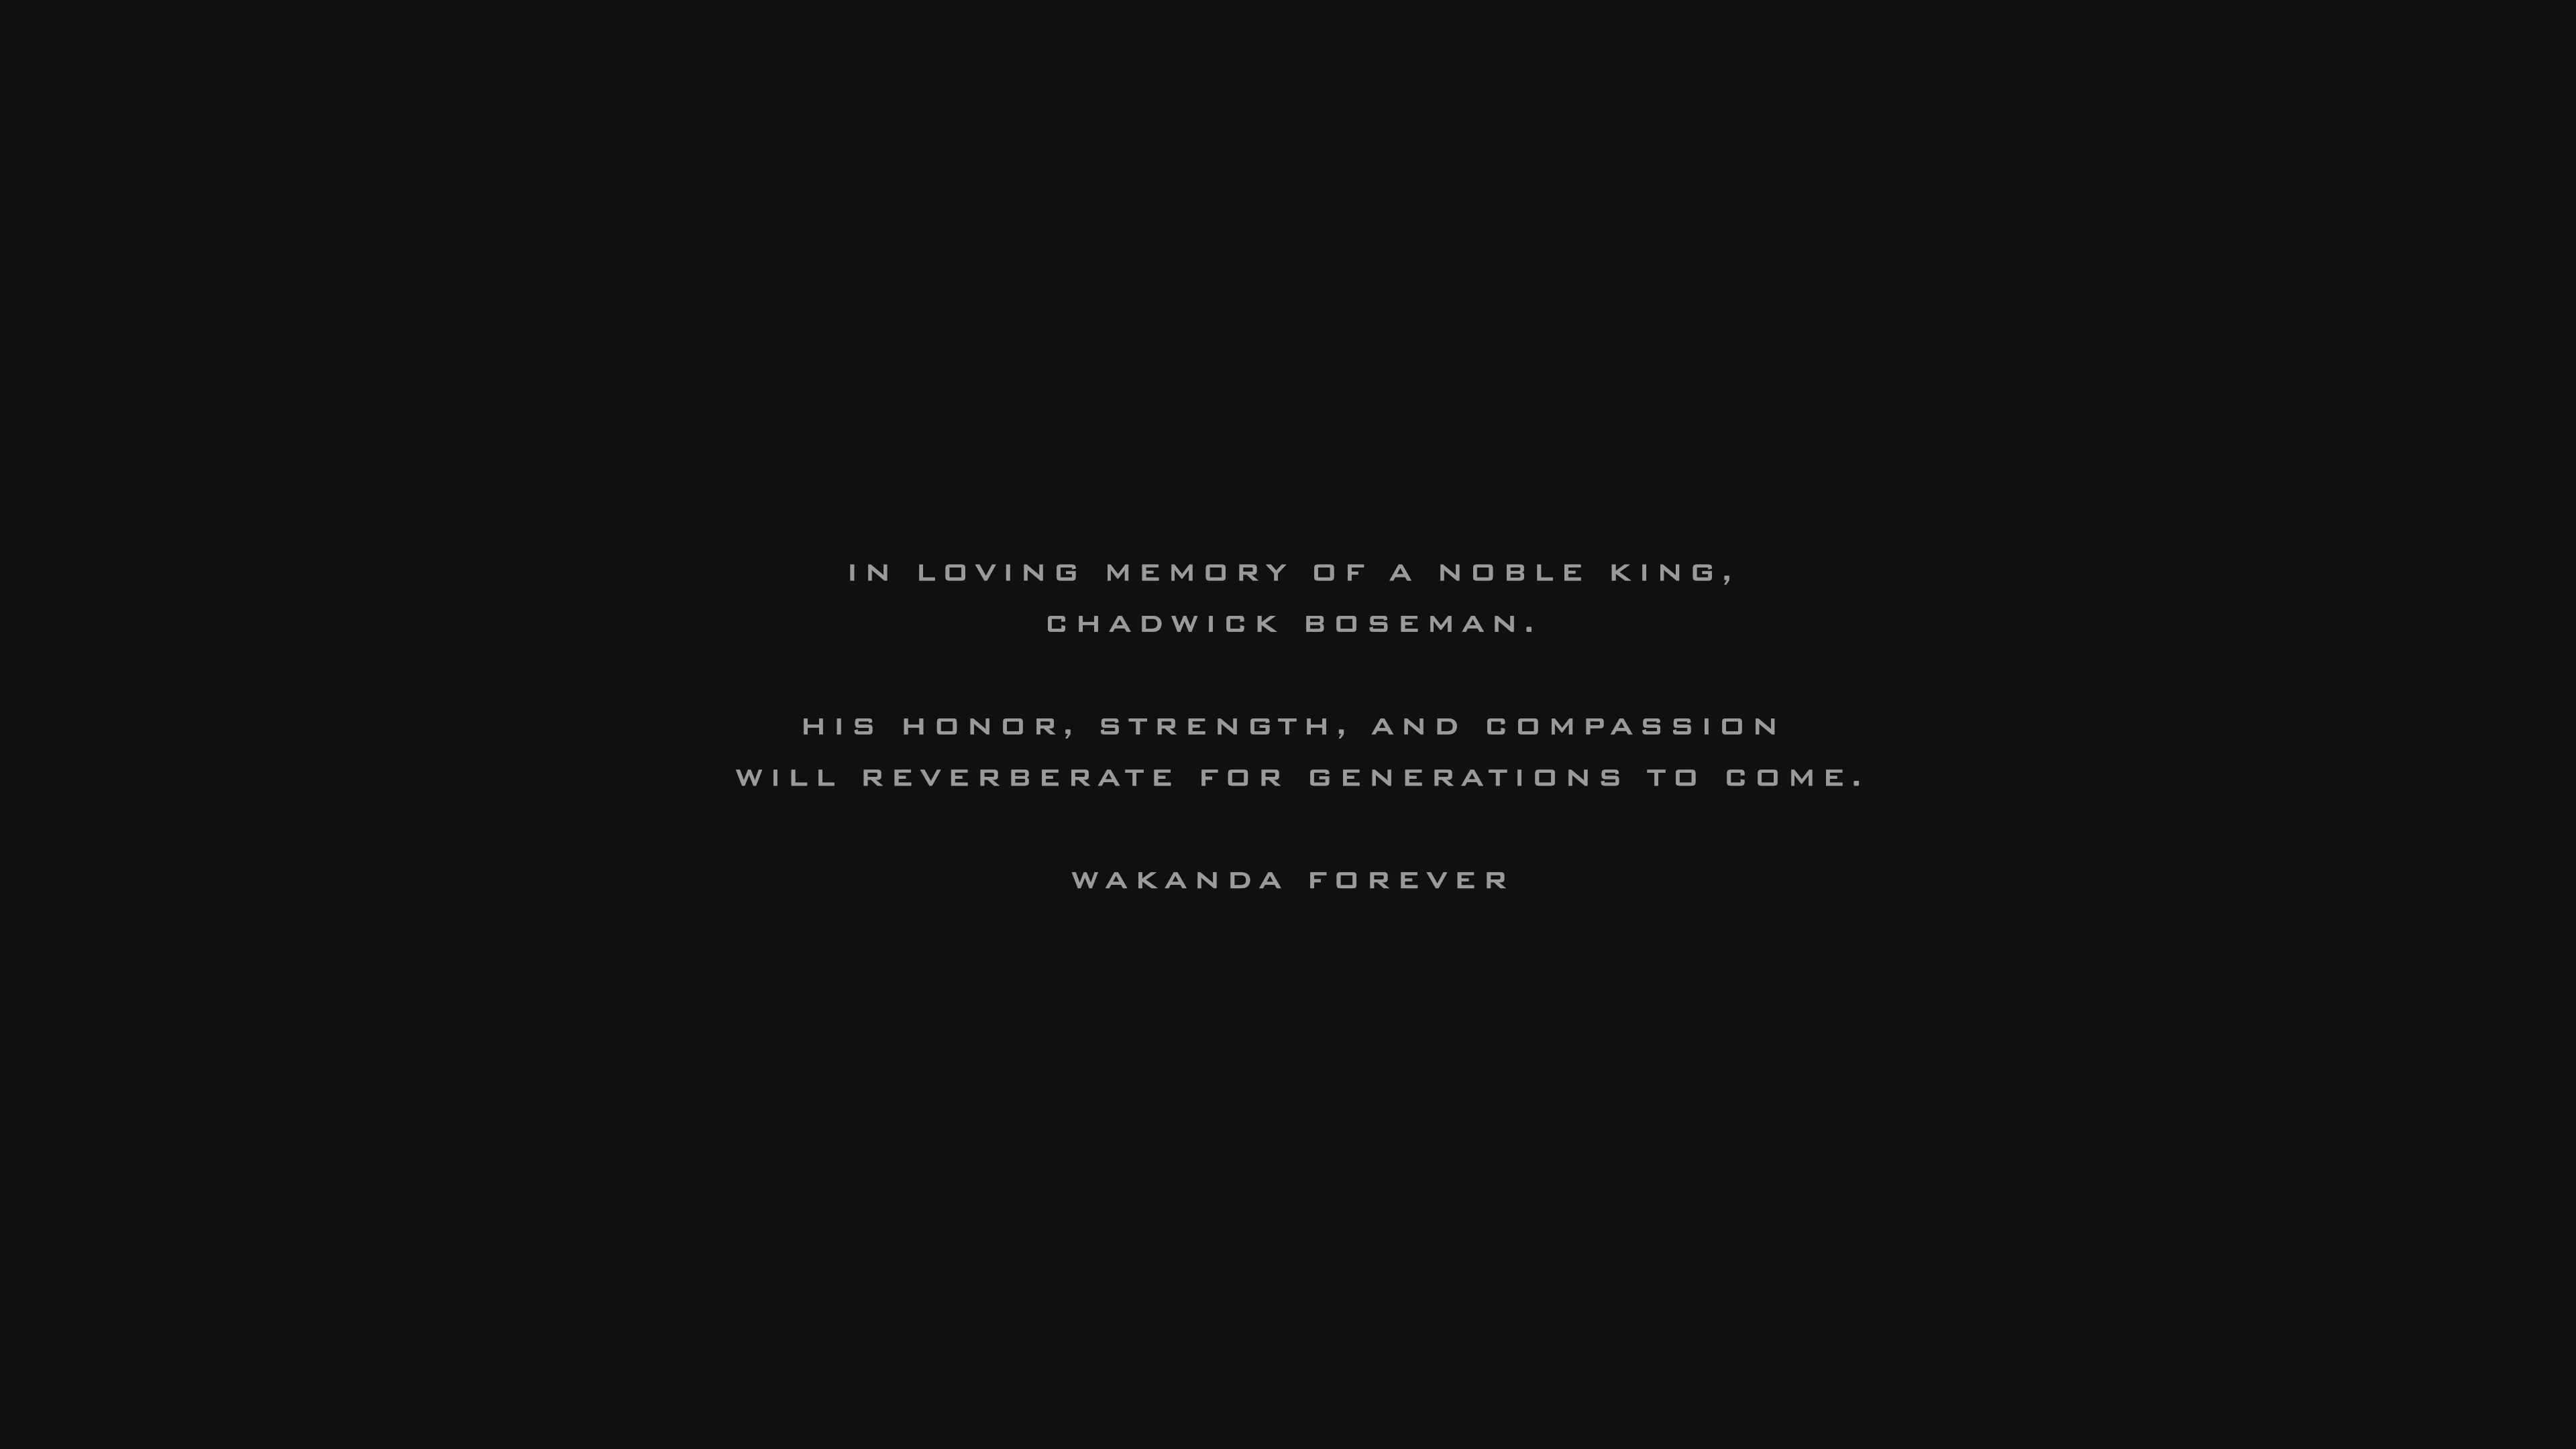 IN LOVING MEMORY OF A NOBLE KING,
CHADWICK BOSEMAN.
HIS HONOR, STRENGTH, AND COMPASSION
WILL REVERBERATE FOR GENERATIONS TO COME.
WAKANDA FOREVER